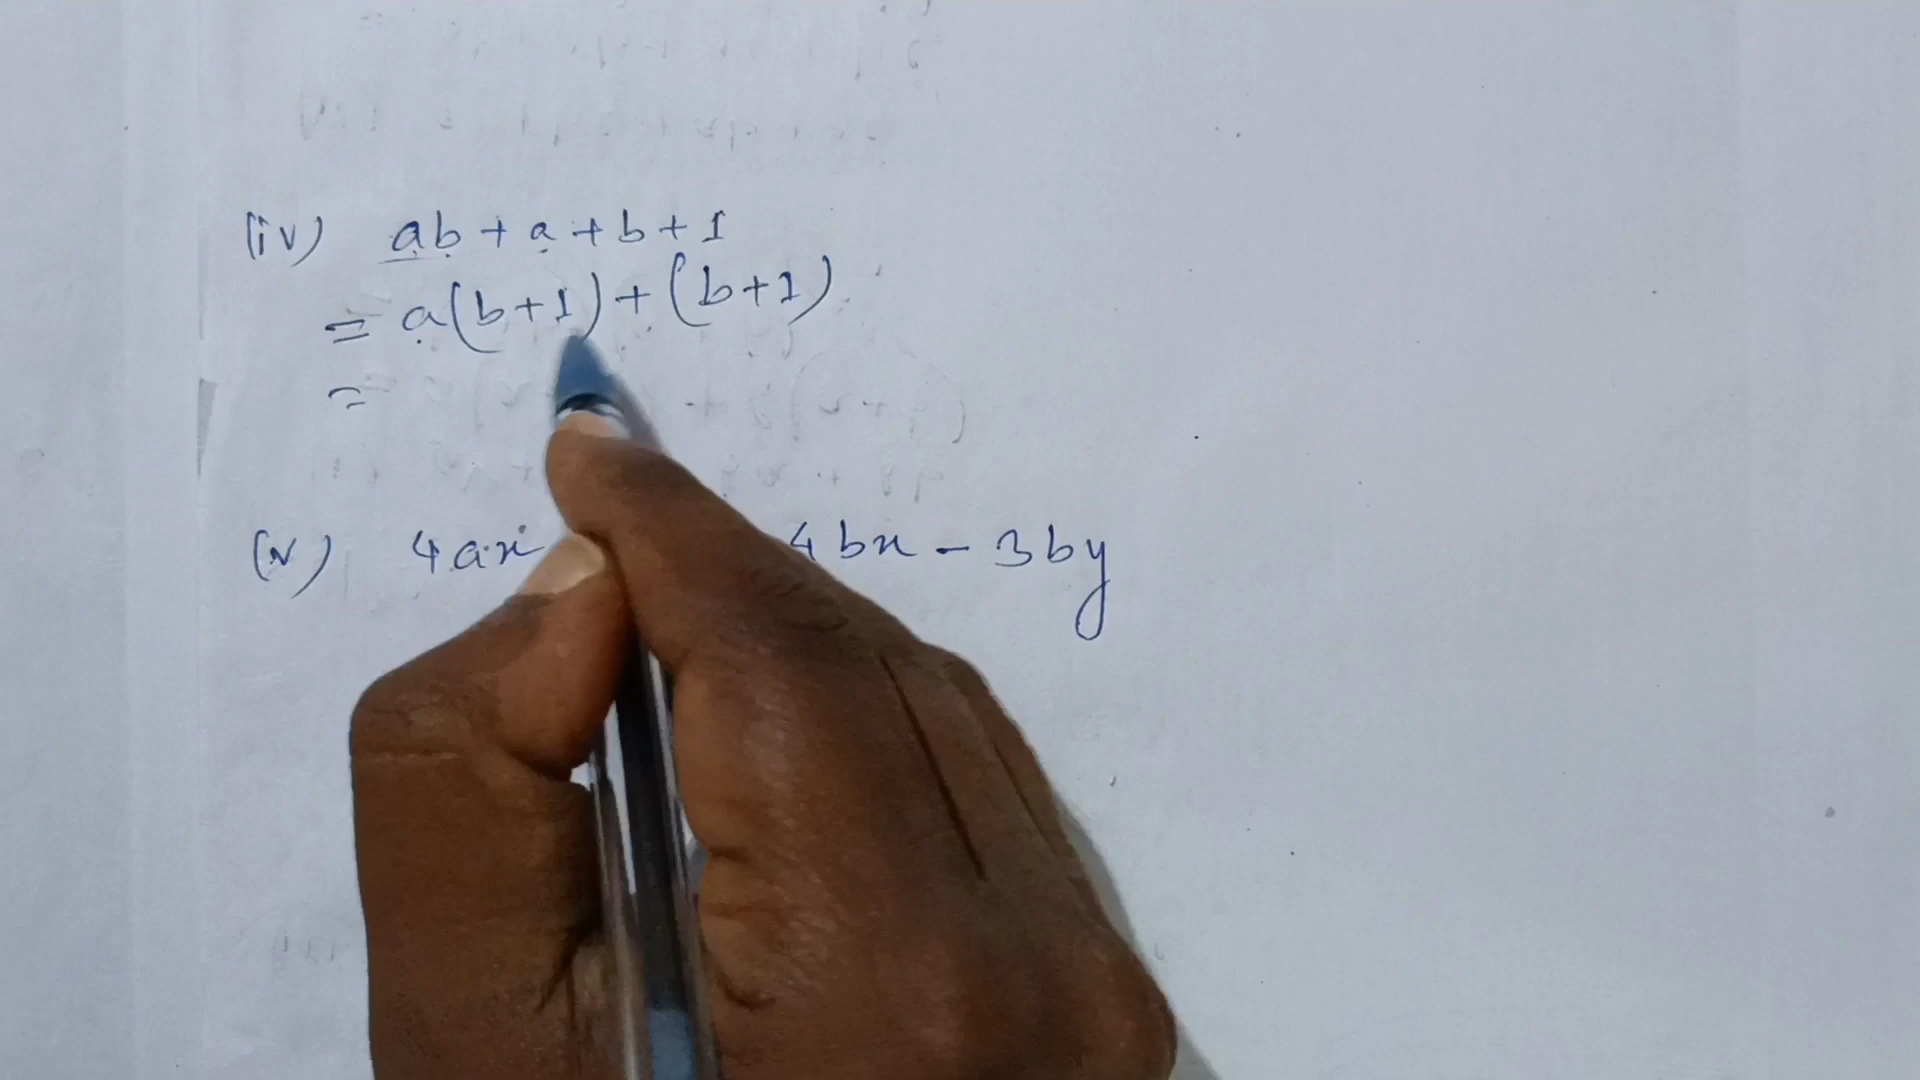 (iv) ab + a + b + 1
= a(b+1) + (b+1)
=
(v) 4ax 4bx - 3by